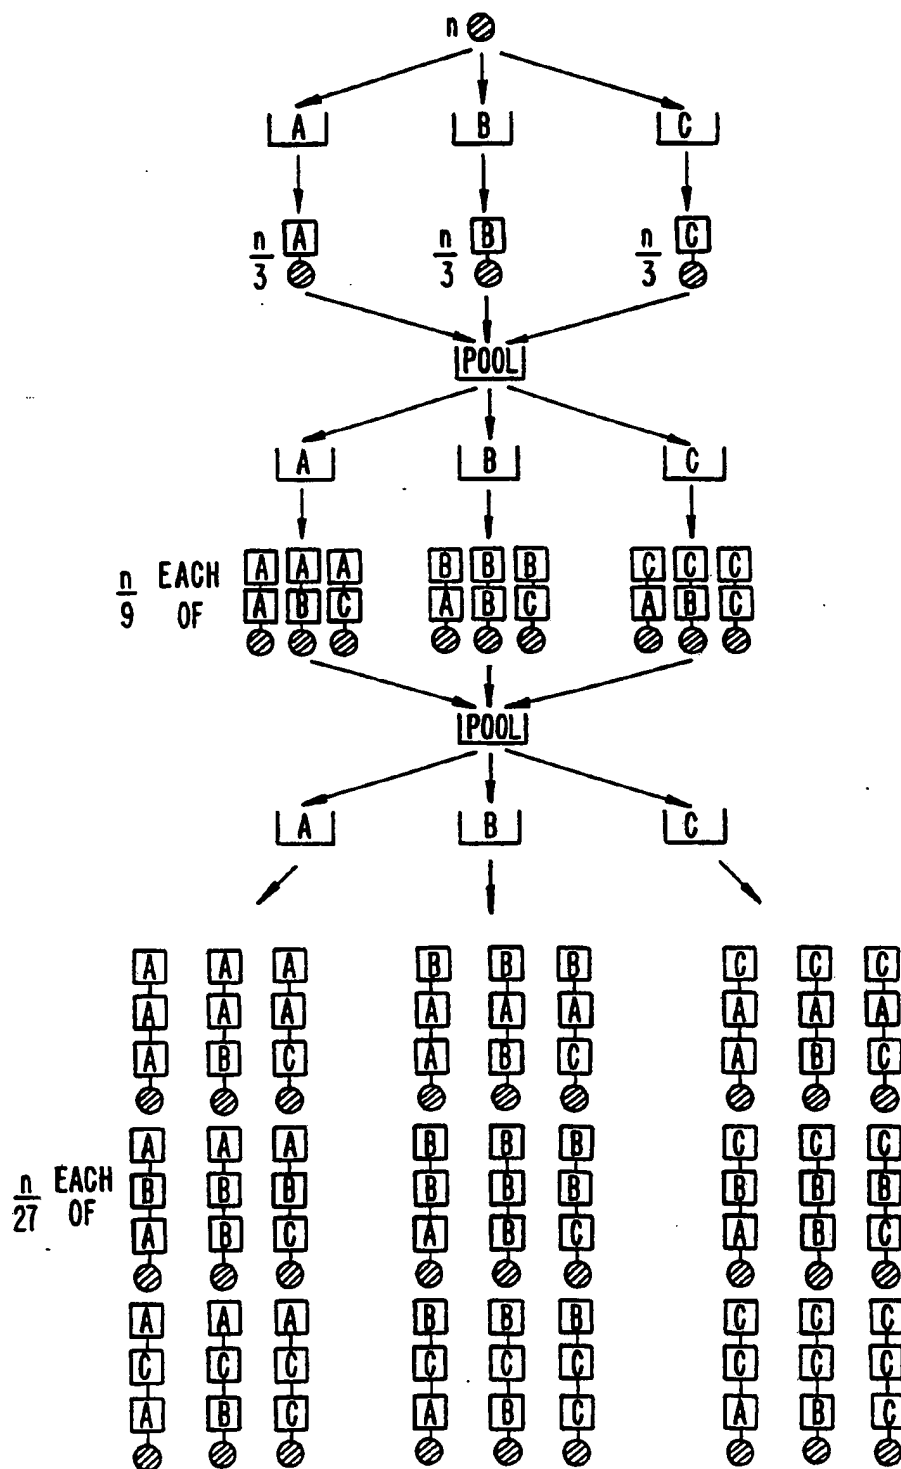 n
A B C
n/3 A n/3 B n/3 C
POOL
A B C
n/9 EACH OF
A A A B B B C C C
A B C A B C A B C
POOL
A B C
A A A B B B C C C
A A A A A A A A A
A B C A B C A B C
n/27 EACH OF
A A A B B B C C C
B B B B B B B B B
A B C A B C A B C
A A A B B B C C C
C C C C C C C C C
A B C A B C A B C